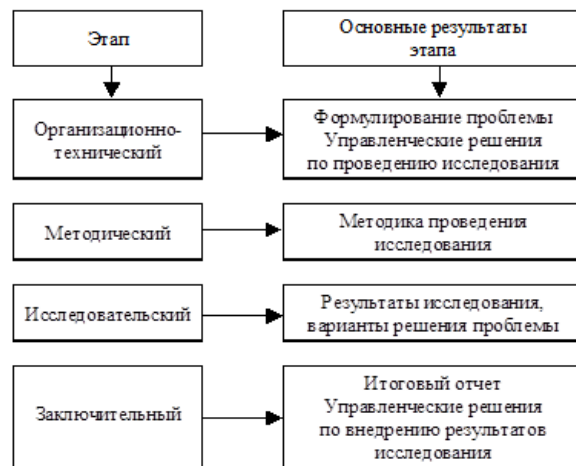 Этап
Основные результаты
этапа
Организационно-
технический
Формулирование проблемы
Управленческие решения
по проведению исследования
Методический
Методика проведения
исследования
Исследовательский
Результаты исследования,
варианты решения проблемы
Заключительный
Итоговый отчет
Управленческие решения
по внедрению результатов
исследования